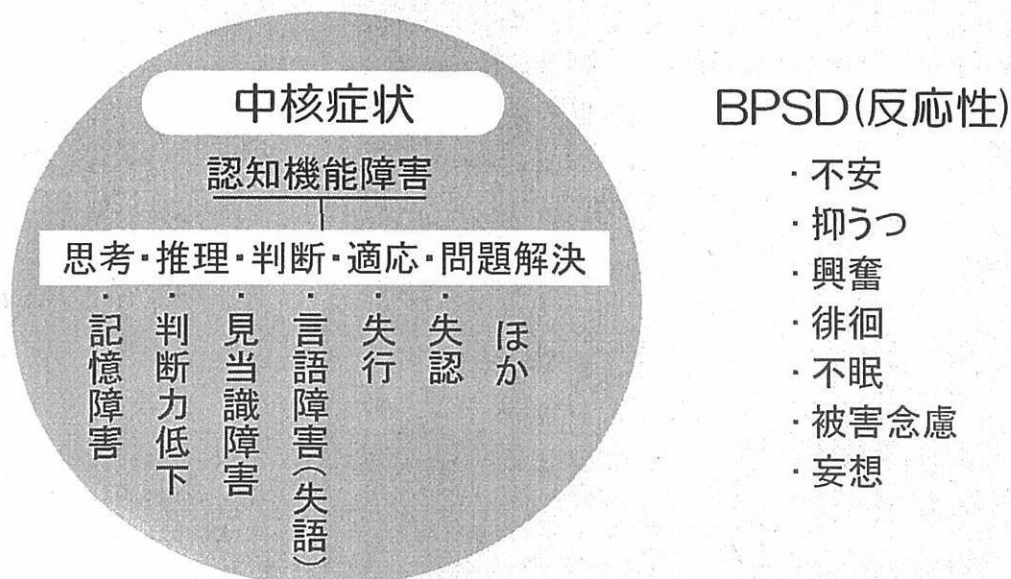 中核症状
認知機能障害
思考・推理・判断・適応・問題解決
・記憶障害
・判断力低下
・見当識障害
・言語障害(失語)
・失行
・失認
ほか
BPSD(反応性)
・不安
・抑うつ
・興奮
・徘徊
・不眠
・被害念慮
・妄想